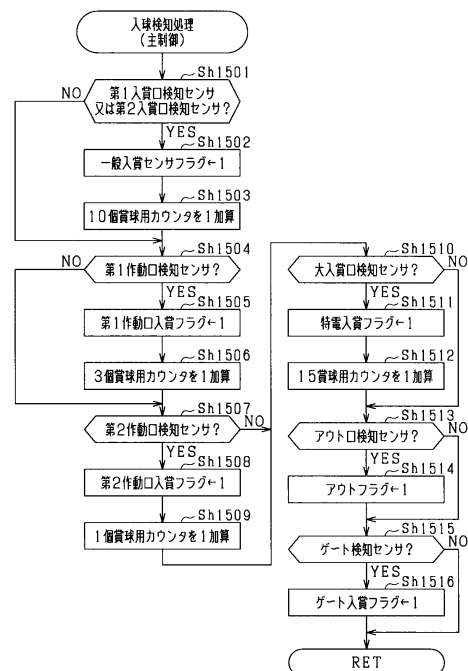 入球検知処理
(主制御)
Sh1501
NO
第1入賞口検知センサ
又は第2入賞口検知センサ?
YES
Sh1502
一般入賞センサフラグ←1
Sh1503
10個賞球用カウンタを1加算
Sh1504
NO
第1作動口検知センサ?
YES
Sh1505
第1作動口入賞フラグ←1
Sh1506
3個賞球用カウンタを1加算
Sh1507
第2作動口検知センサ?
NO
YES
Sh1508
第2作動口入賞フラグ←1
Sh1509
1個賞球用カウンタを1加算
Sh1510
大入賞口検知センサ?
NO
YES
Sh1511
特電入賞フラグ←1
Sh1512
15賞球用カウンタを1加算
Sh1513
アウト口検知センサ?
NO
YES
Sh1514
アウトフラグ←1
Sh1515
ゲート検知センサ?
NO
YES
Sh1516
ゲート入賞フラグ←1
RET